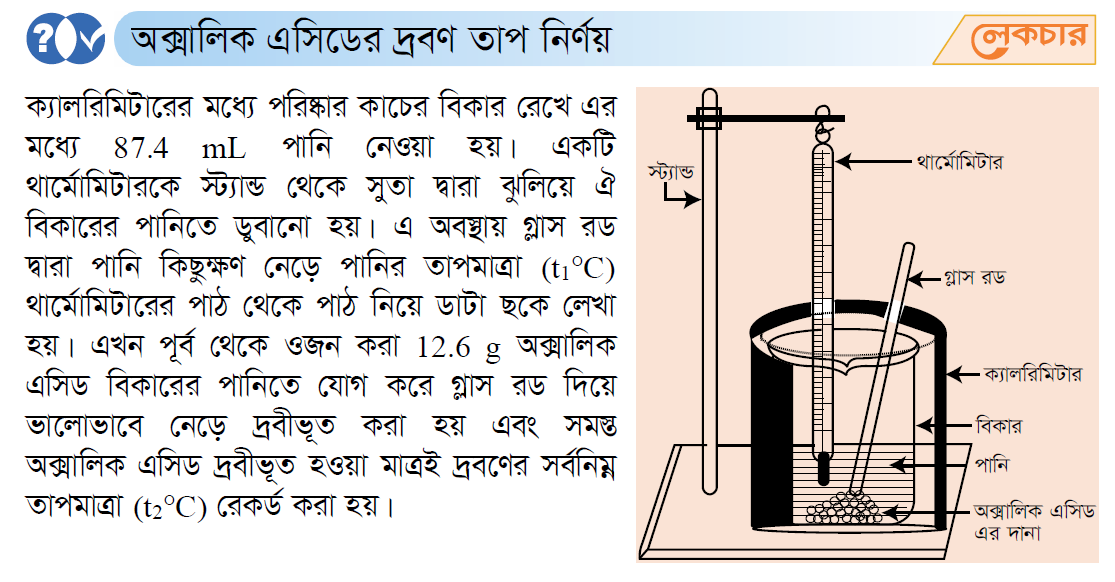 অক্সালিক এসিডের দ্রবণ তাপ নির্ণয়
লেকচার
ক্যালরিমিটারের মধ্যে পরিষ্কার কাচের বিকার রেখে এর
মধ্যে 87.4 mL পানি নেওয়া হয়। একটি
থার্মোমিটারকে স্ট্যান্ড থেকে সুতা দ্বারা ঝুলিয়ে ঐ
বিকারের পানিতে ডুবানো হয়। এ অবস্থায় গ্লাস রড
দ্বারা পানি কিছুক্ষণ নেড়ে পানির তাপমাত্রা (t₁°C)
থার্মোমিটারের পাঠ থেকে পাঠ নিয়ে ডাটা ছকে লেখা
হয়। এখন পূর্ব থেকে ওজন করা 12.6 g অক্সালিক
এসিড বিকারের পানিতে যোগ করে গ্লাস রড দিয়ে
ভালোভাবে নেড়ে দ্রবীভূত করা হয় এবং সমস্ত
অক্সালিক এসিড দ্রবীভূত হওয়া মাত্রই দ্রবণের সর্বনিম্ন
তাপমাত্রা (t₂°C) রেকর্ড করা হয়।
থার্মোমিটার
স্ট্যান্ড
গ্লাস রড
ক্যালরিমিটার
বিকার
পানি
অক্সালিক এসিড
এর দানা